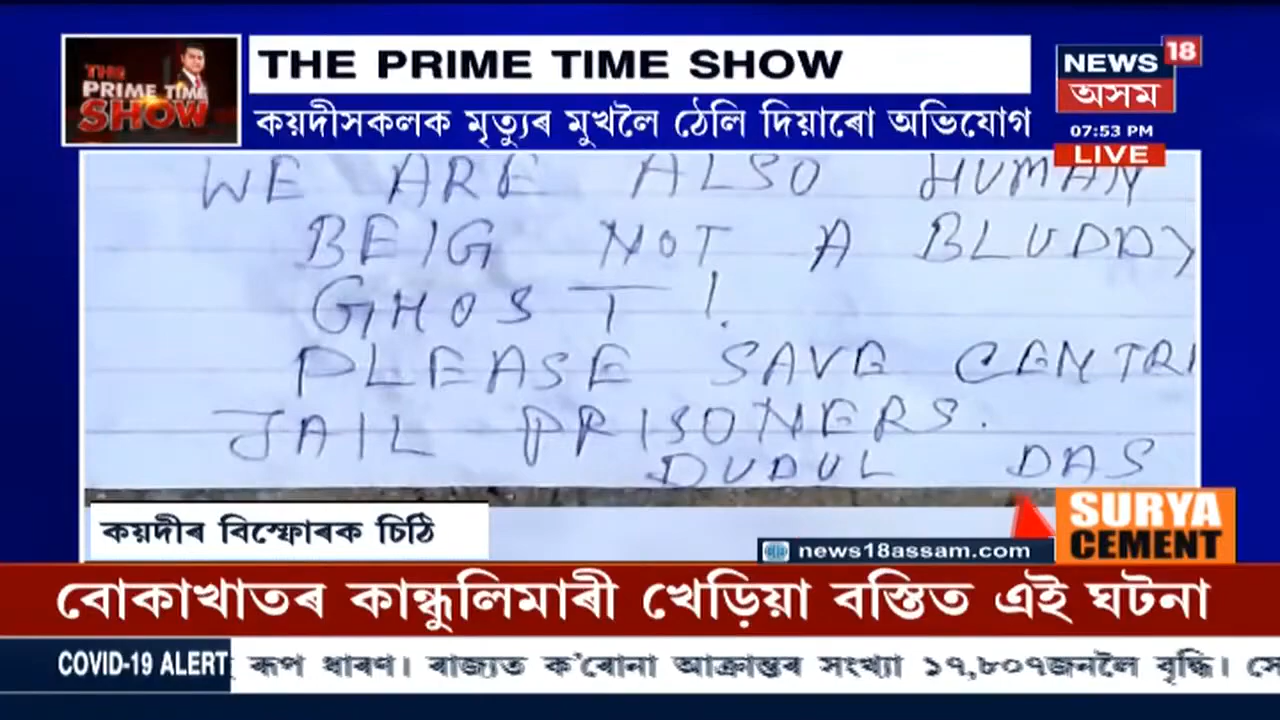 THE PRIME TIME SHOW
THE
PRIME TIME
SHOW
NEWS 18
অসম
কয়দীসকলক মৃত্যুৰ মুখলৈ ঠেলি দিয়াৰো অভিযোগ
07:53 PM
LIVE
WE ARE ALSO HUMAN
BEIG NOT A BLUDDY
GHOST!
PLEASE SAVE CENTR
JAIL PRISONERS.
DUDUL DAS
কয়দীৰ বিস্ফোৰক চিঠি
news18assam.com
SURYA
CEMENT
বোকাখাতৰ কান্ধুলিমাৰী খেড়িয়া বস্তিত এই ঘটনা
COVID-19 ALERT ৰূপ ধাৰণ। ৰাজ্যত ক'ৰোনা আক্ৰান্তৰ সংখ্যা ১৭,৮০৭জনলৈ বৃদ্ধি।